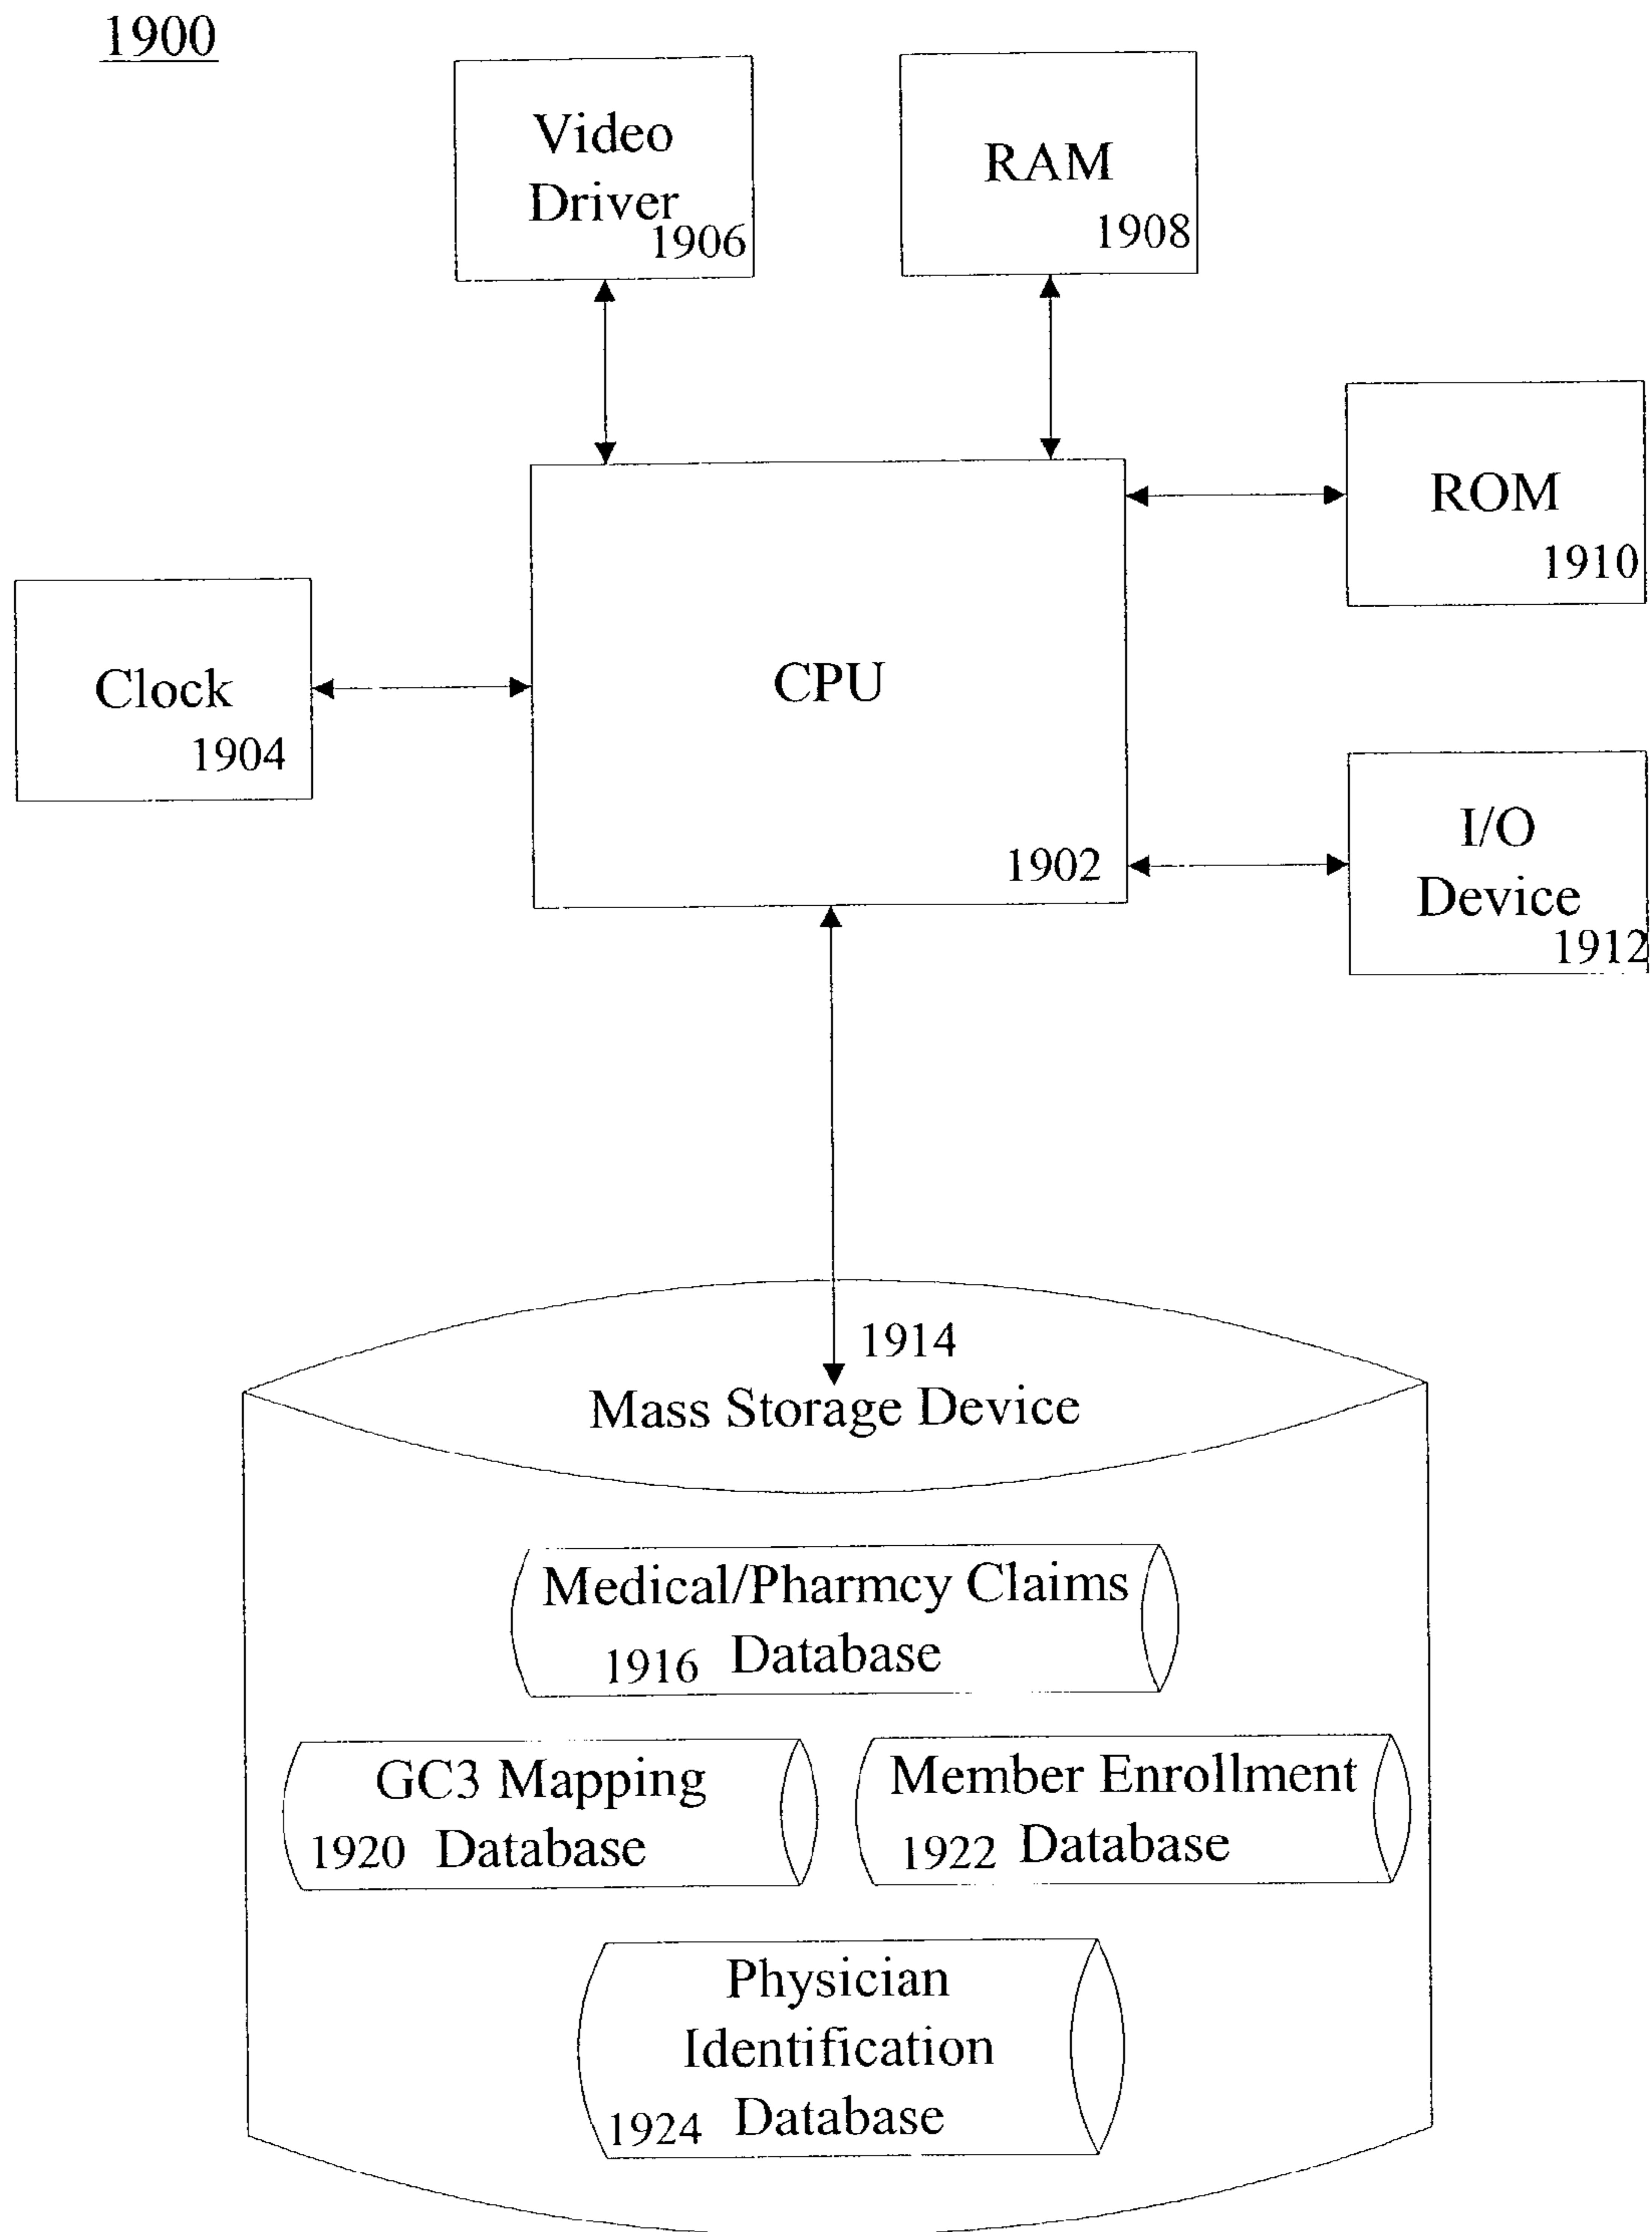 1900
Video
Driver
1906
RAM
1908
ROM
1910
Clock
1904
CPU
1902
I/O
Device
1912
1914
Mass Storage Device
Medical/Pharmcy Claims
1916 Database
GC3 Mapping
1920 Database
Member Enrollment
1922 Database
Physician
Identification
1924 Database